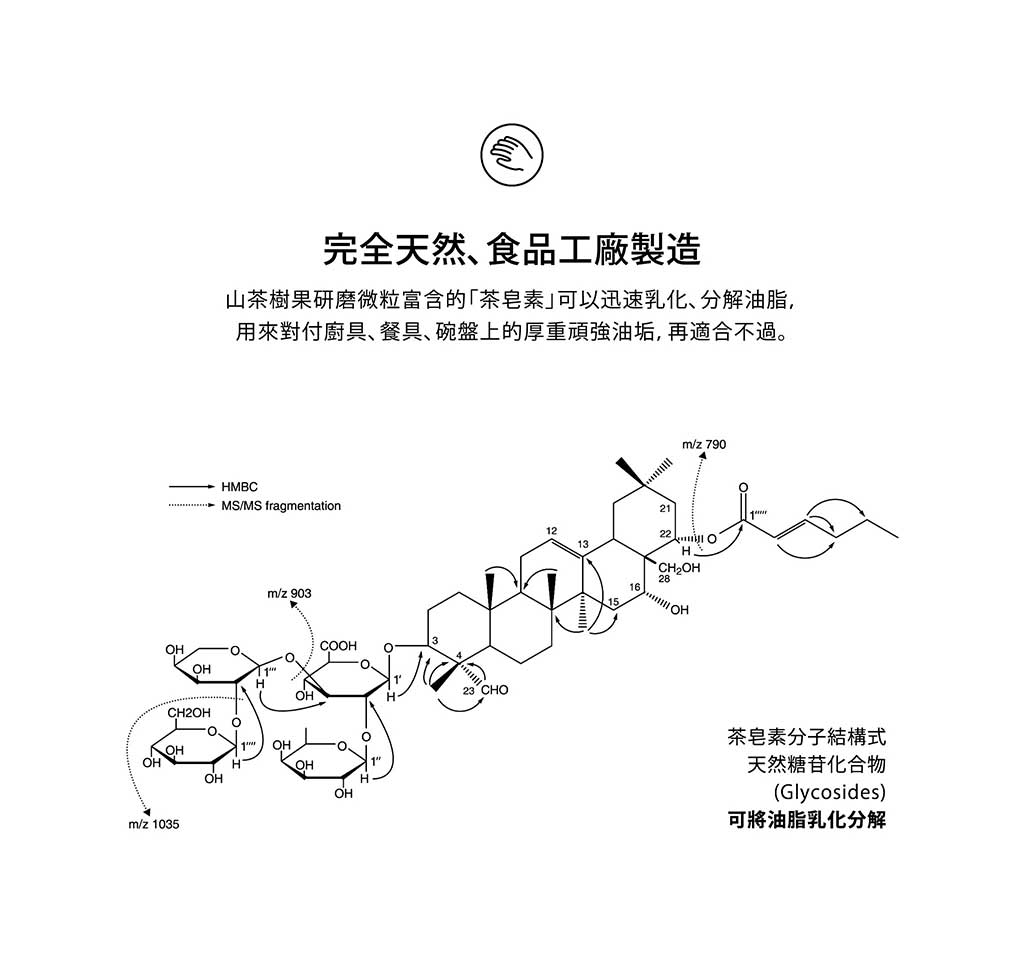 完全天然、食品工廠製造
山茶樹果研磨微粒富含的「茶皂素」可以迅速乳化、分解油脂,
用來對付廚具、餐具、碗盤上的厚重頑強油垢, 再適合不過。
m/z 790
HMBC
MS/MS fragmentation
O
1'''''
21
22
O
H
12
13
CH2OH
28
16
15
OH
m/z 903
3
4
23
CHO
COOH
O
O
1'
H
OH
O
OH
O
OH
1'''
H
O
CH2OH
O
OH
OH
OH
1''''
H
O
OH
O
OH
OH
1''
H
m/z 1035
茶皂素分子結構式
天然糖苷化合物
(Glycosides)
可將油脂乳化分解